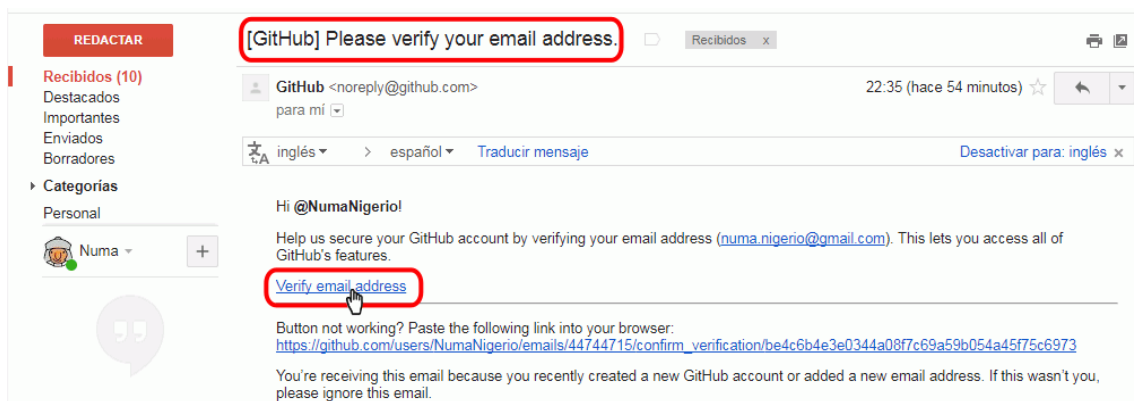 REDACTAR
Recibidos (10)
Destacados
Importantes
Enviados
Borradores
Categorías
Personal
Numa
+
[GitHub] Please verify your email address.
Recibidos x
GitHub <noreply@github.com>
22:35 (hace 54 minutos)
para mí
inglés > español Traducir mensaje
Desactivar para: inglés x
Hi @NumaNigerio!
Help us secure your GitHub account by verifying your email address (numa.nigerio@gmail.com). This lets you access all of
GitHub's features.
Verify email address
Button not working? Paste the following link into your browser:
https://github.com/users/NumaNigerio/emails/44744715/confirm_verification/be4c6b4e3e0344a08f7c69a59b054a45f75c6973
You're receiving this email because you recently created a new GitHub account or added a new email address. If this wasn't you,
please ignore this email.